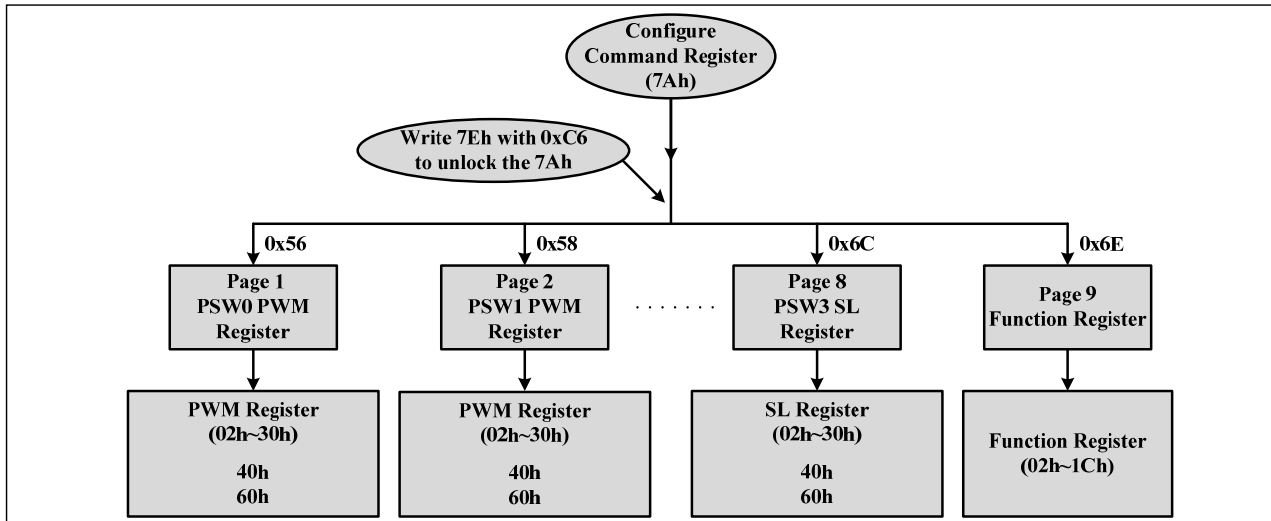 Configure
Command Register
(7Ah)
Write 7Eh with 0xC6
to unlock the 7Ah
0x56
0x58
0x6C
0x6E
Page 1
PSW0 PWM
Register
Page 2
PSW1 PWM
Register
. . . . . . .
Page 8
PSW3 SL
Register
Page 9
Function Register
PWM Register
(02h~30h)
40h
60h
PWM Register
(02h~30h)
40h
60h
SL Register
(02h~30h)
40h
60h
Function Register
(02h~1Ch)